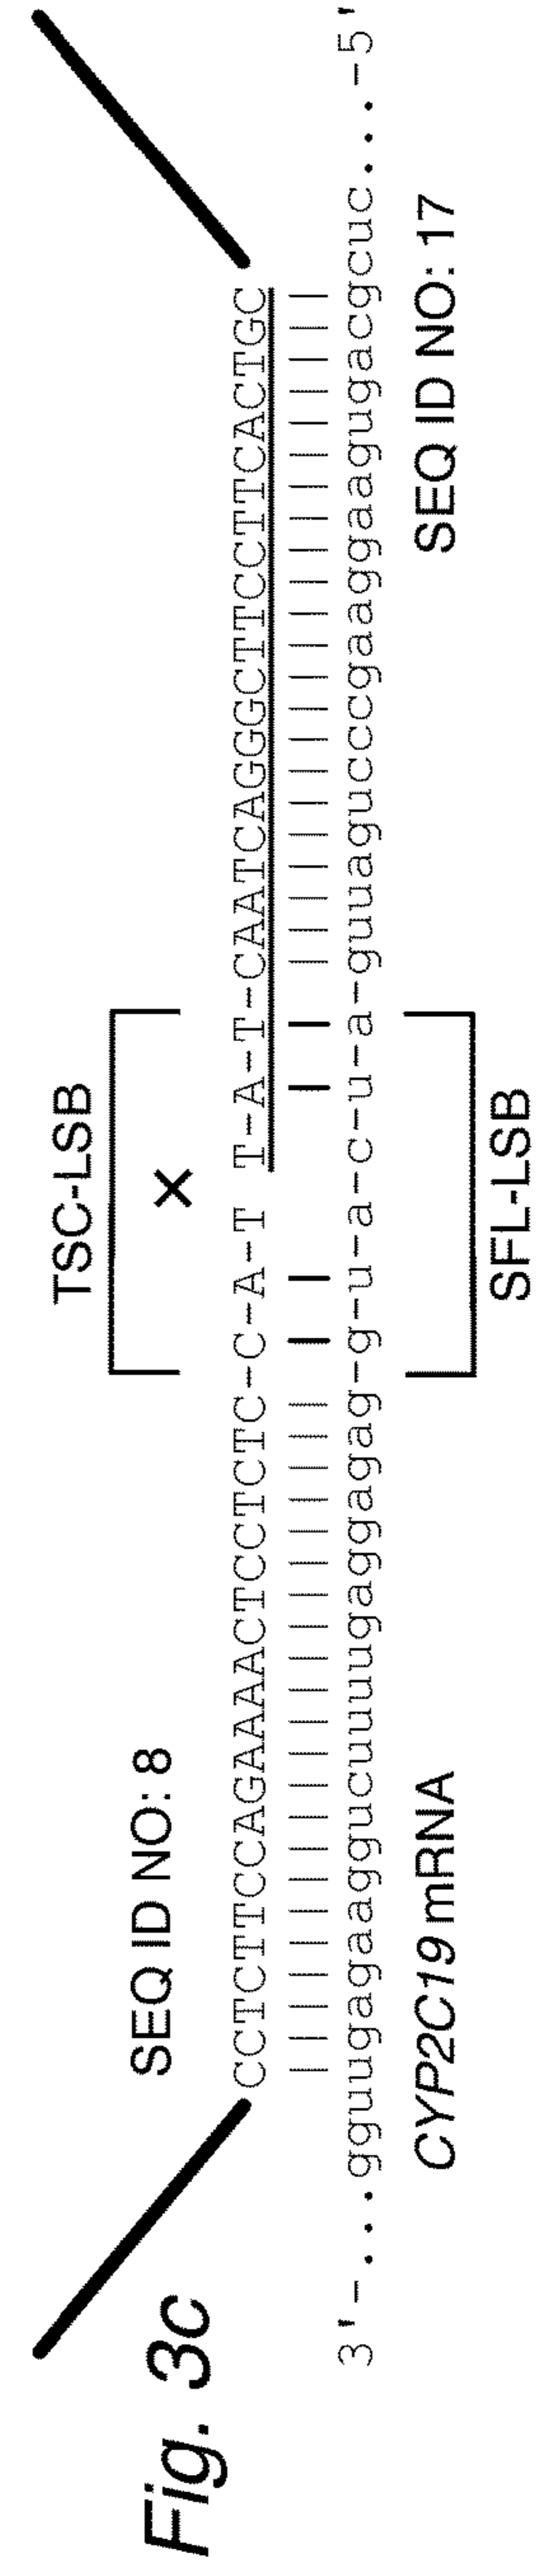 TSC-LSB
SEQ ID NO: 8
×
CCTCTTCCAGAAAACTCCTCTC-C-A-T T-A-T-CAATCAGGGCTTCCTTCACTGC
3'-...gguugagaaggucuuuugaggagag-g-u-a-c-u-a-guuagucccgaaggaagugacgcuc...-5'
CYP2C19 mRNA
SEQ ID NO: 17
SFL-LSB
Fig. 3c